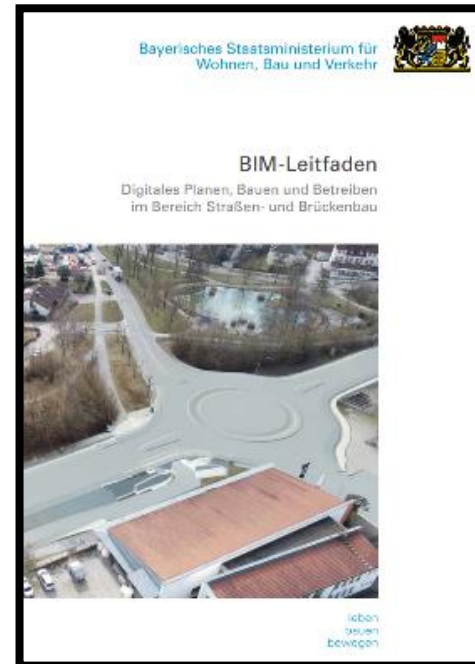 Bayerisches Staatsministerium für
Wohnen, Bau und Verkehr
BIM-Leitfaden
Digitales Planen, Bauen und Betreiben
im Bereich Straßen- und Brückenbau
leben
bauen
bewegen